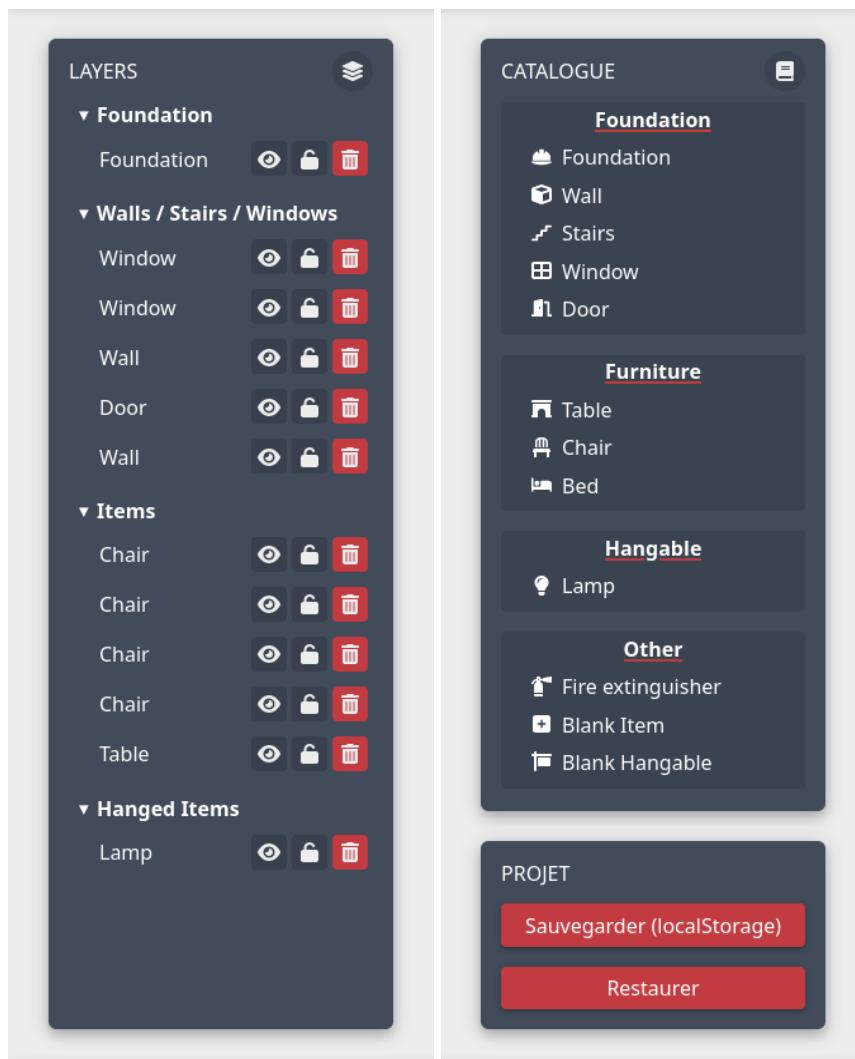 LAYERS
▾ Foundation
Foundation
▾ Walls / Stairs / Windows
Window
Window
Wall
Door
Wall
▾ Items
Chair
Chair
Chair
Chair
Table
▾ Hanged Items
Lamp
CATALOGUE
Foundation
Foundation
Wall
Stairs
Window
Door
Furniture
Table
Chair
Bed
Hangable
Lamp
Other
Fire extinguisher
Blank Item
Blank Hangable
PROJET
Sauvegarder (localStorage)
Restaurer